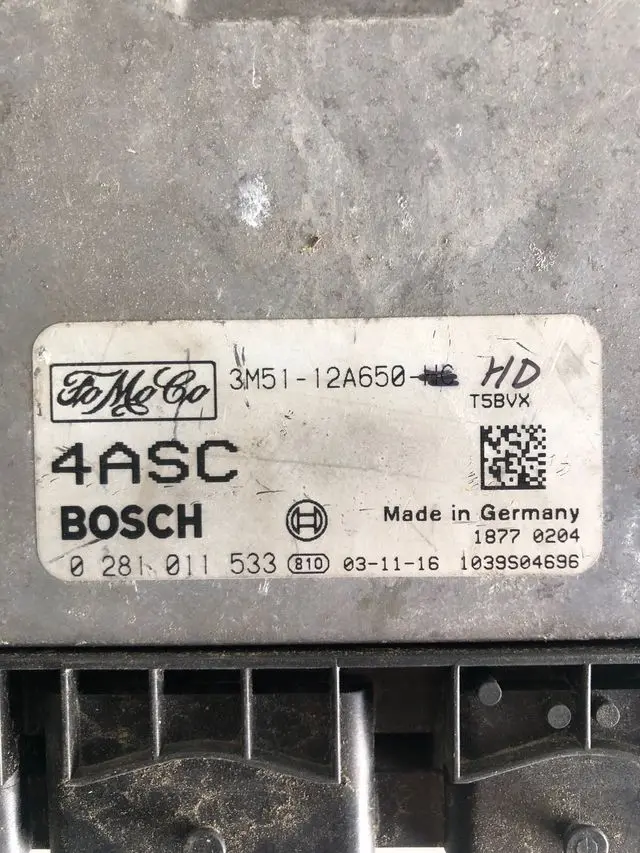 FoMoCo 3M51-12A650 HD
T5BVX
4ASC
BOSCH Made in Germany
1877 0204
0 281 011 533 810 03-11-16 1039S04696